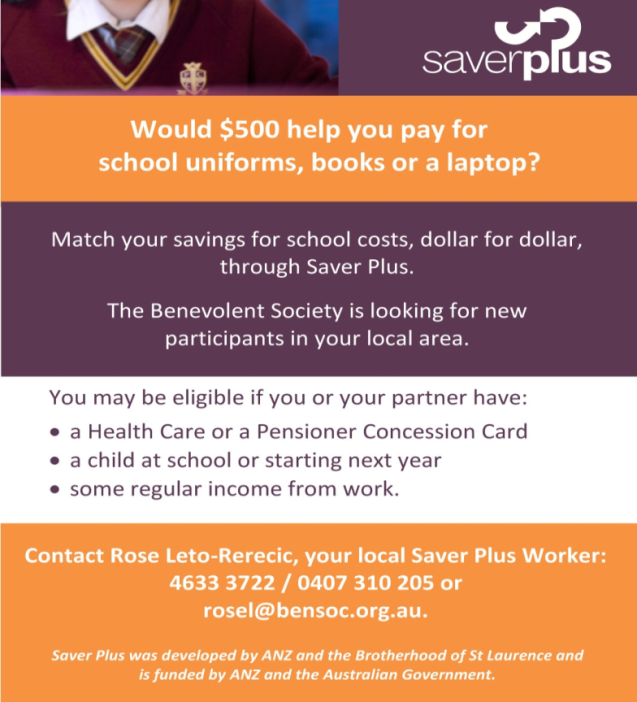 saverplus
Would $500 help you pay for
school uniforms, books or a laptop?
Match your savings for school costs, dollar for dollar,
through Saver Plus.
The Benevolent Society is looking for new
participants in your local area.
You may be eligible if you or your partner have:
• a Health Care or a Pensioner Concession Card
• a child at school or starting next year
• some regular income from work.
Contact Rose Leto-Rerecic, your local Saver Plus Worker:
4633 3722 / 0407 310 205 or
rosel@bensoc.org.au.
Saver Plus was developed by ANZ and the Brotherhood of St Laurence and
is funded by ANZ and the Australian Government.